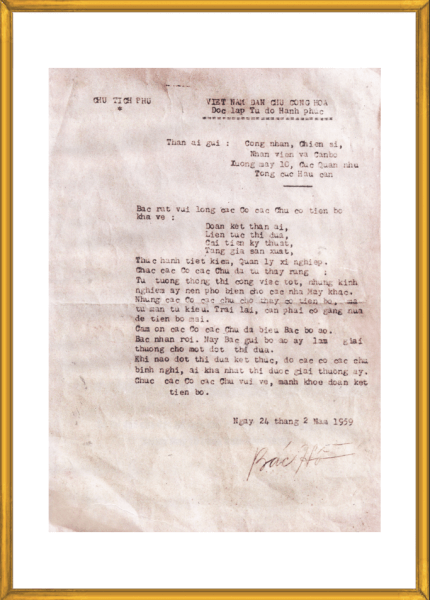 CHU TICH PHU
*
VIET NAM DAN CHU CONG HOA
Doc lap Tu do Hanh phuc
Than ai gui : Cong nhan, Chien si,
Nhan vien va Canbo
Xuong may 10, Cuc Quan nhu
Tong cuc Hau can
Bac rat vui long cac Co cac Chu co tien bo
kha ve :
Doan ket than ai,
Lien tuc thi dua,
Cai tien ky thuat,
Tang gia san xuat,
Thuc hanh tiet kiem, Quan ly xi nghiep.
Chac cac Co cac Chu da tu thay rang :
Tu tuong thong thi cong viec tot, nhung kinh
nghiem ay nen pho bien cho cac nha May khac.
Nhung cac Co cac chu cho thay co tien bo, ma
tu man tu kieu. Trai lai, can phai co gang nua
de tien bo mai.
Cam on cac Co cac Chu da bieu Bac bo ao.
Bac nhan roi. Nay Bac gui bo ao ay lam giai
thuong cho mot dot thi dua.
Khi nao dot thi dua ket thuc, do cac co cac chu
binh nghi, ai kha nhat thi duoc giai thuong ay.
Chuc cac Co cac Chu vui ve, manh khoe doan ket
tien bo.
Ngay 24 thang 2 Nam 1959
Bác Hồ